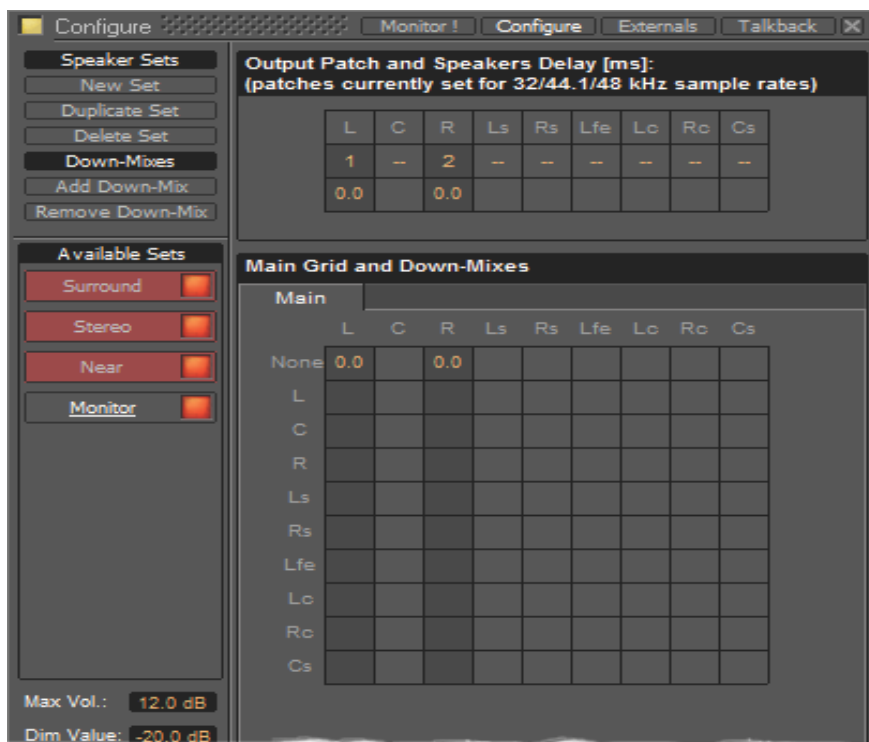 Configure Monitor ! Configure Externals Talkback
Speaker Sets
New Set
Duplicate Set
Delete Set
Down-Mixes
Add Down-Mix
Remove Down-Mix
Available Sets
Surround
Stereo
Near
Monitor
Max Vol.: 12.0 dB
Dim Value: -20.0 dB
Output Patch and Speakers Delay [ms]:
(patches currently set for 32/44.1/48 kHz sample rates)
L C R Ls Rs Lfe Lc Rc Cs
1 -- 2 -- -- -- -- -- --
0.0 0.0
Main Grid and Down-Mixes
Main
L C R Ls Rs Lfe Lc Rc Cs
None 0.0 0.0
L
C
R
Ls
Rs
Lfe
Lc
Rc
Cs